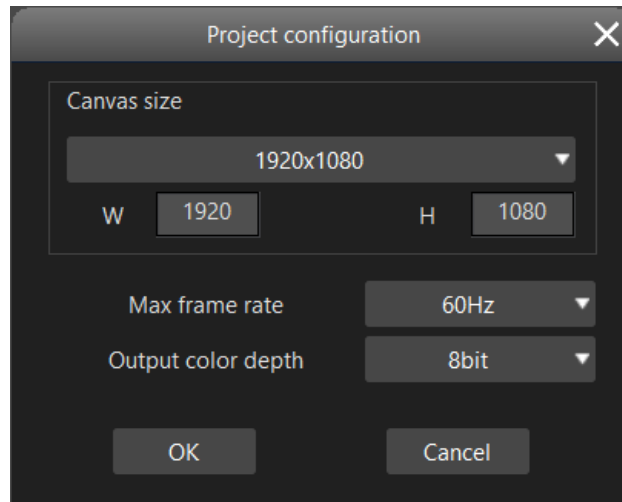 Project configuration
Canvas size
1920x1080
W 1920 H 1080
Max frame rate 60Hz
Output color depth 8bit
OK Cancel